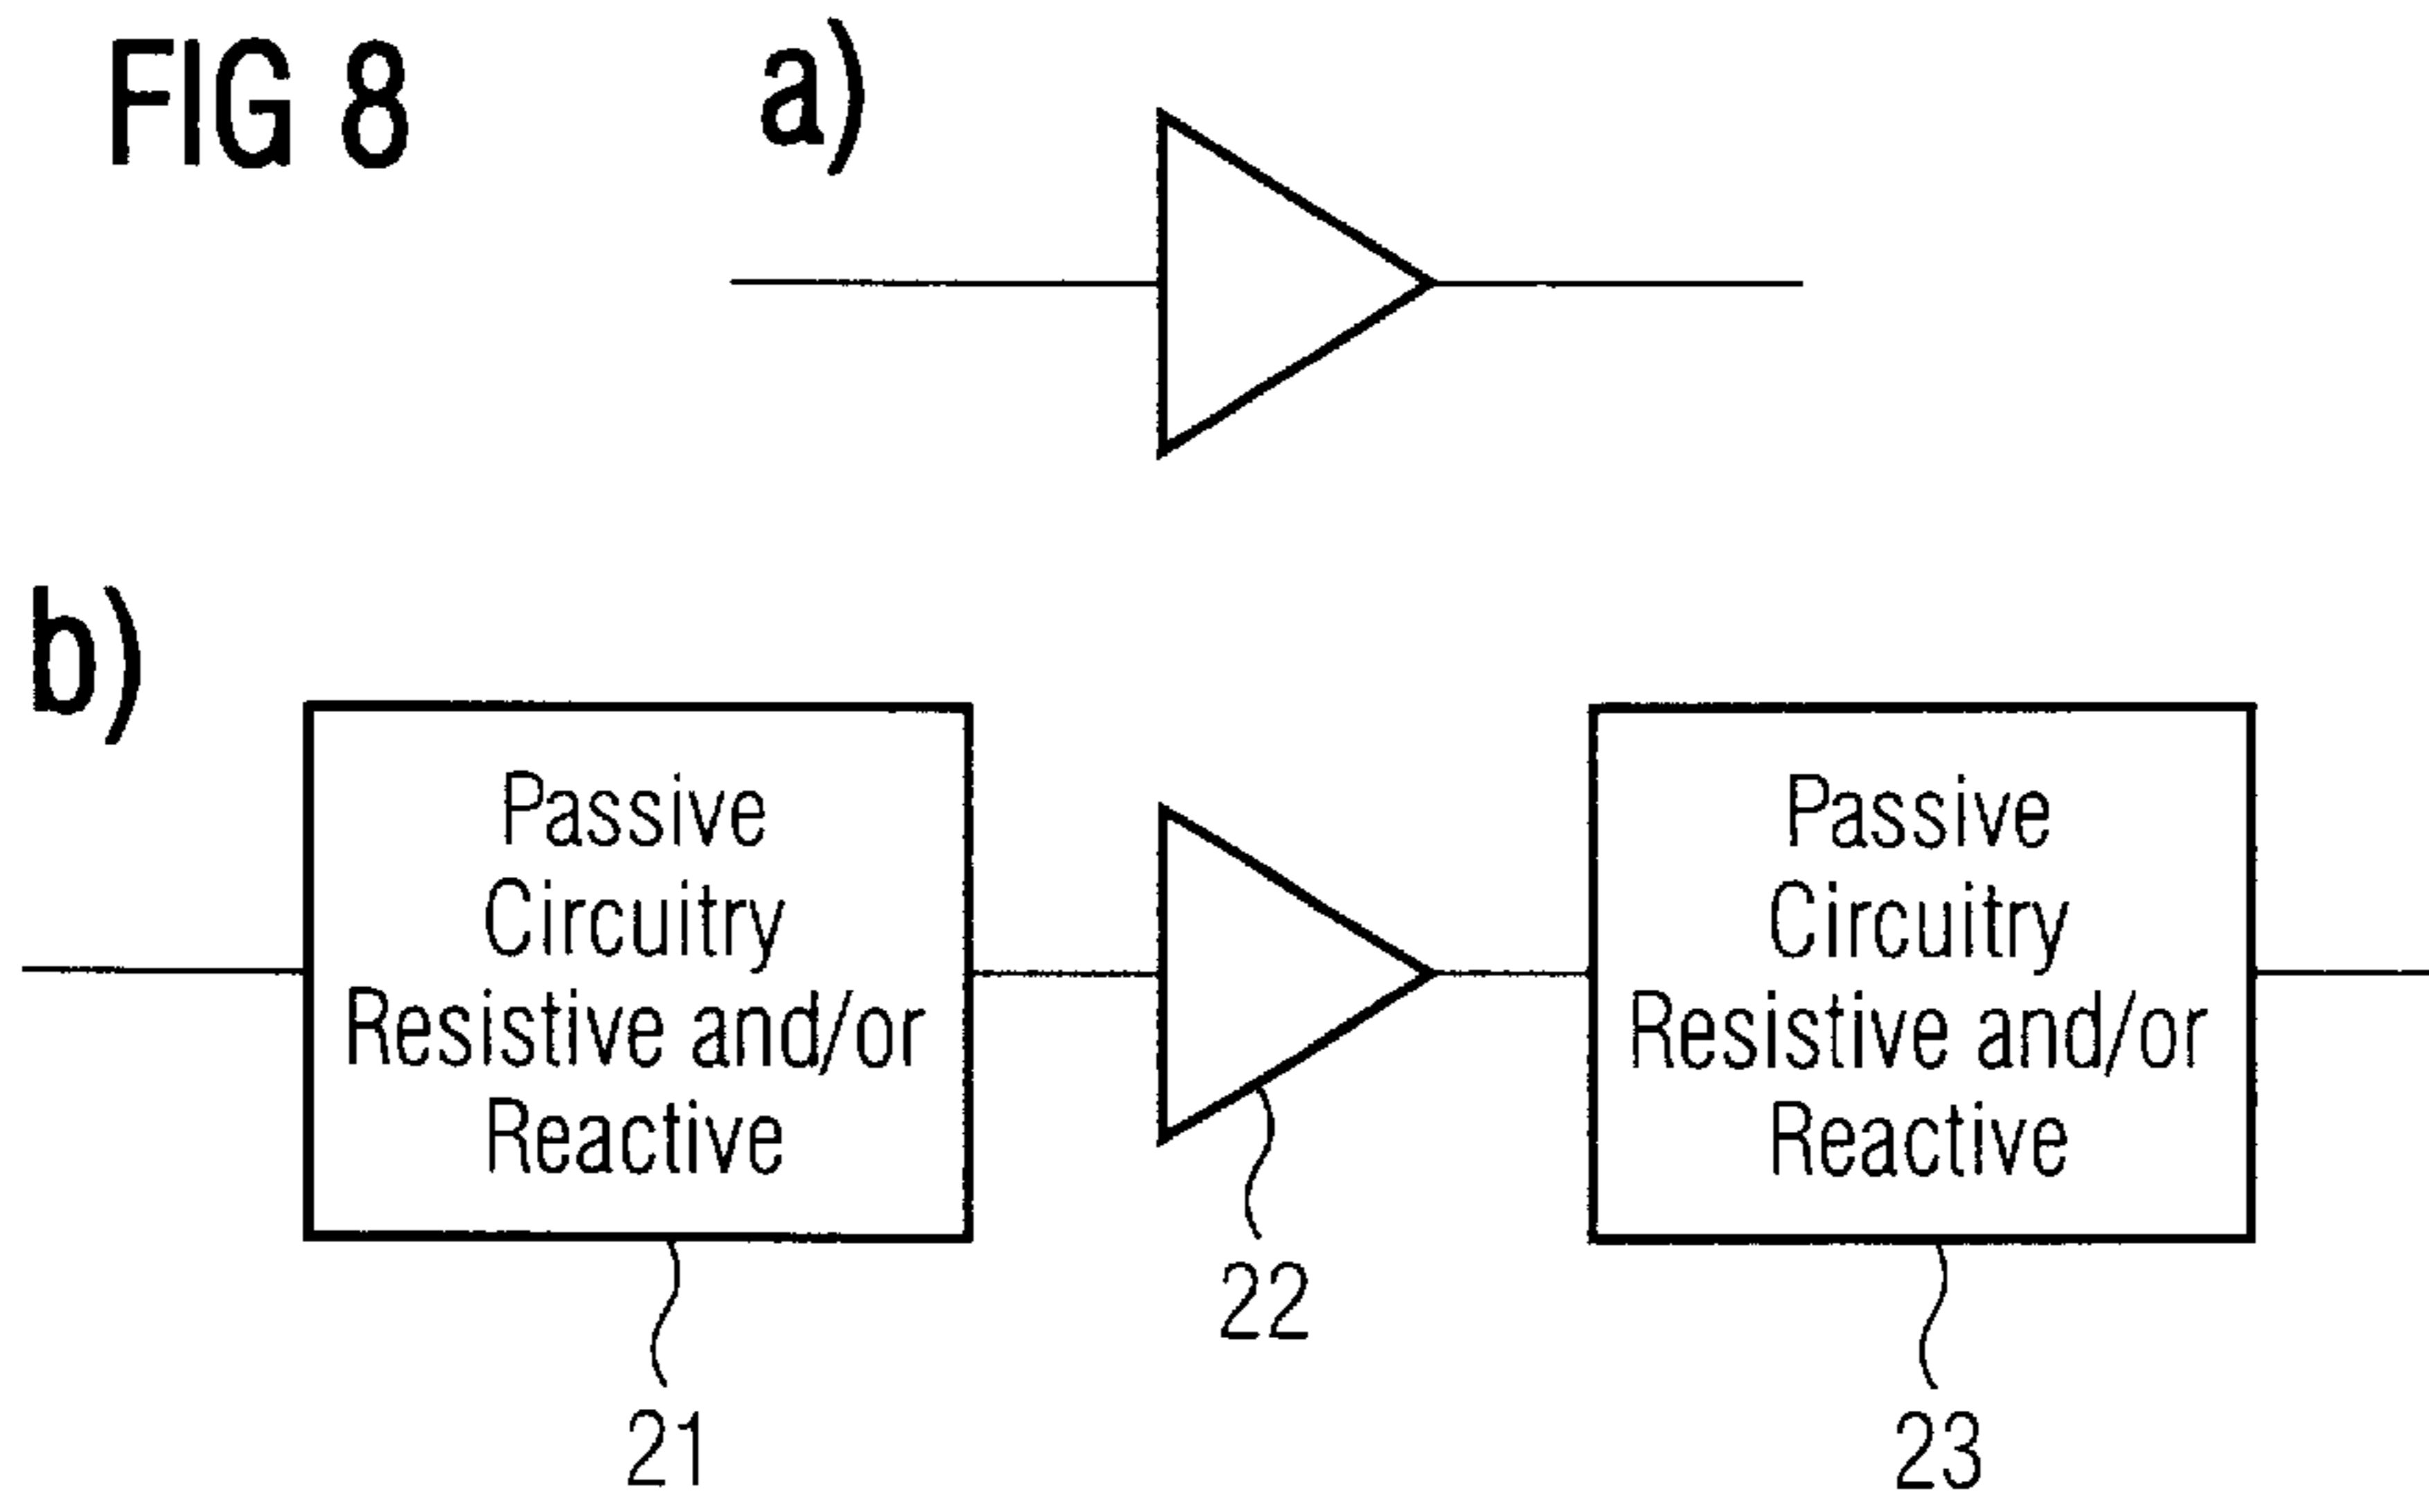 FIG 8
a)
b)
Passive
Circuitry
Resistive and/or
Reactive
21
22
Passive
Circuitry
Resistive and/or
Reactive
23